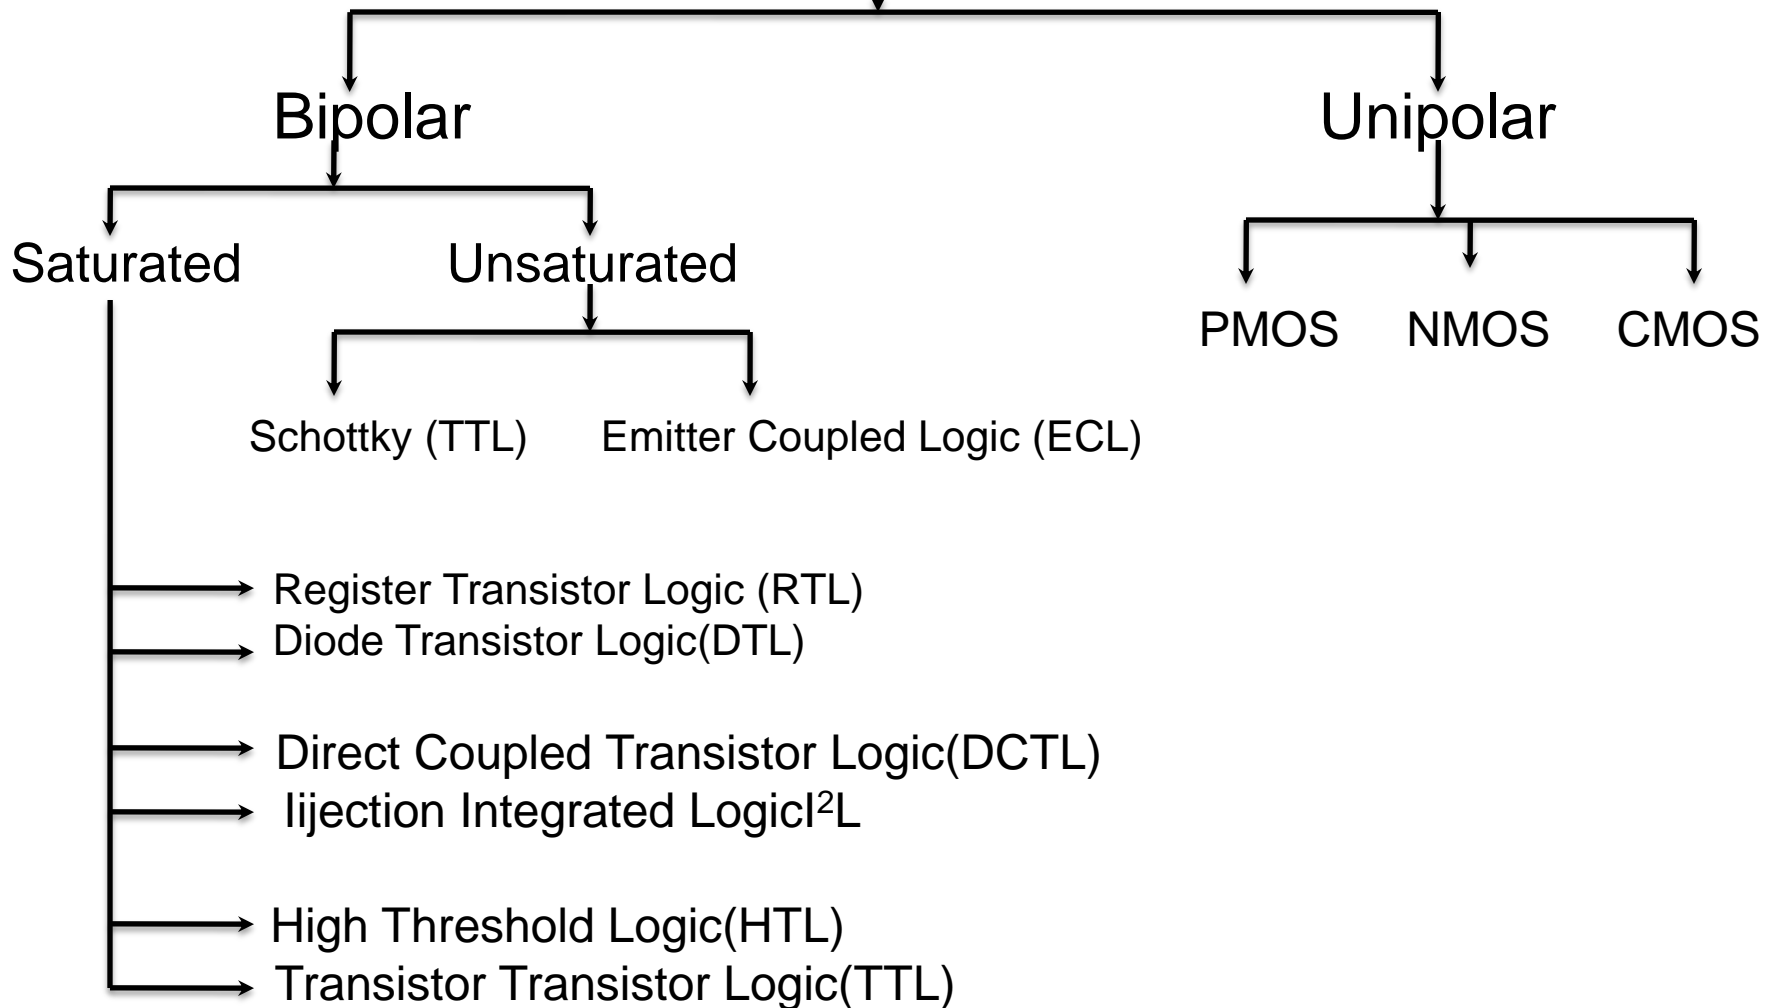 Bipolar
Unipolar
Saturated
Unsaturated
PMOS
NMOS
CMOS
Schottky (TTL)
Emitter Coupled Logic (ECL)
Register Transistor Logic (RTL)
Diode Transistor Logic(DTL)
Direct Coupled Transistor Logic(DCTL)
Iijection Integrated LogicI²L
High Threshold Logic(HTL)
Transistor Transistor Logic(TTL)